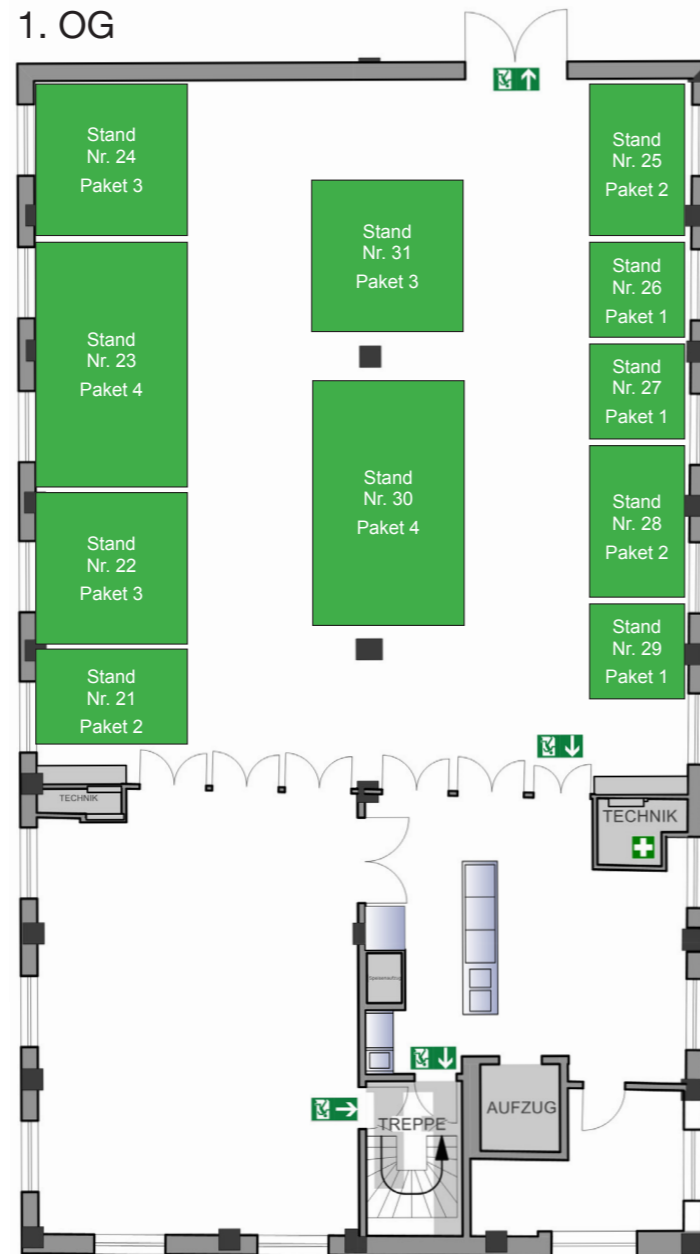 1. OG
Stand
Nr. 24
Paket 3
Stand
Nr. 25
Paket 2
Stand
Nr. 31
Paket 3
Stand
Nr. 26
Paket 1
Stand
Nr. 23
Paket 4
Stand
Nr. 27
Paket 1
Stand
Nr. 30
Paket 4
Stand
Nr. 28
Paket 2
Stand
Nr. 22
Paket 3
Stand
Nr. 29
Paket 1
Stand
Nr. 21
Paket 2
TECHNIK
TECHNIK
Speisenaufzug
AUFZUG
TREPPE